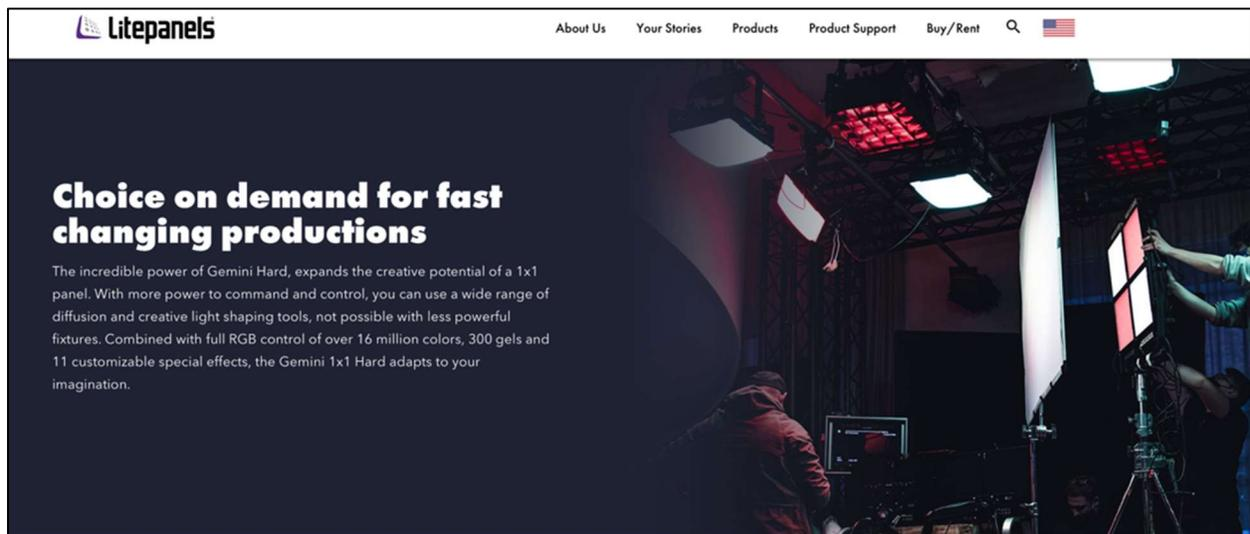 Litepanels
About Us
Your Stories
Products
Product Support
Buy/Rent
Choice on demand for fast
changing productions
The incredible power of Gemini Hard, expands the creative potential of a 1x1
panel. With more power to command and control, you can use a wide range of
diffusion and creative light shaping tools, not possible with less powerful
fixtures. Combined with full RGB control of over 16 million colors, 300 gels and
11 customizable special effects, the Gemini 1x1 Hard adapts to your
imagination.